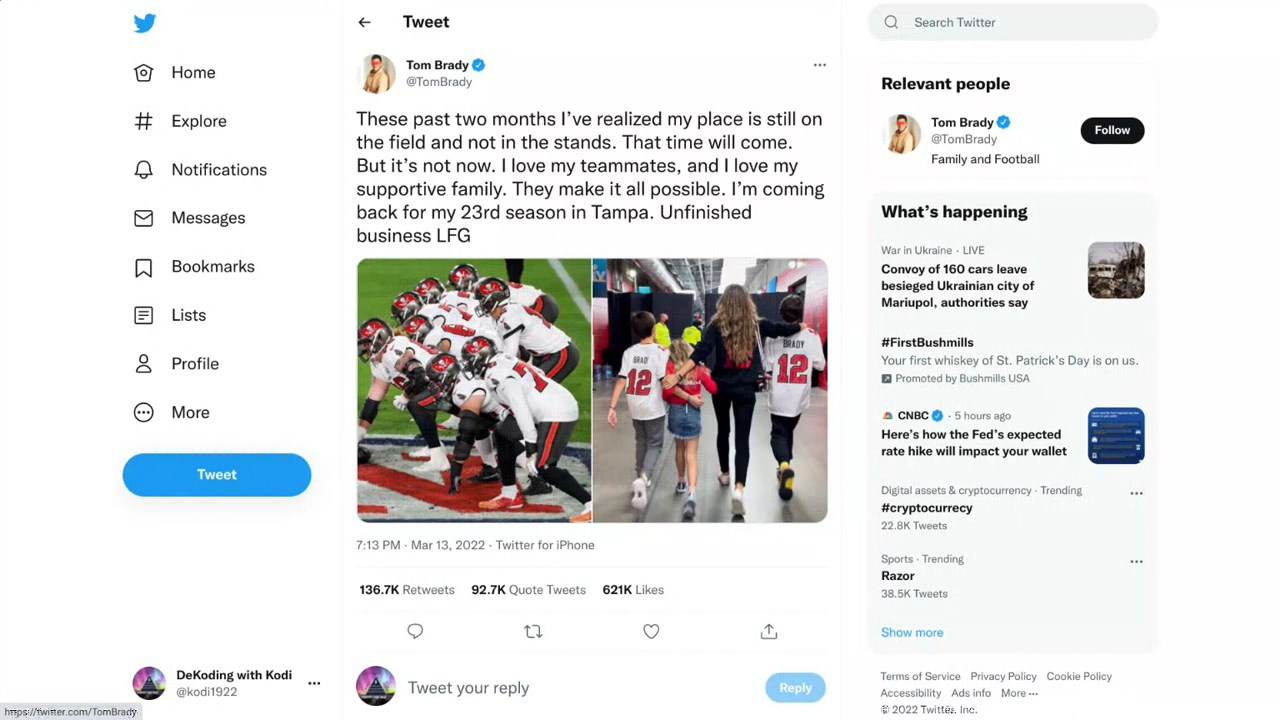 Home
Explore
Notifications
Messages
Bookmarks
Lists
Profile
More
Tweet
DeKoding with Kodi
@kodi1922
https://twitter.com/TomBrady
Tweet
Tom Brady
@TomBrady
These past two months I’ve realized my place is still on
the field and not in the stands. That time will come.
But it’s not now. I love my teammates, and I love my
supportive family. They make it all possible. I’m coming
back for my 23rd season in Tampa. Unfinished
business LFG
BRADY
12
BRADY
12
7:13 PM · Mar 13, 2022 · Twitter for iPhone
136.7K Retweets 92.7K Quote Tweets 621K Likes
Tweet your reply
Reply
Search Twitter
Relevant people
Tom Brady
@TomBrady
Follow
Family and Football
What’s happening
War in Ukraine · LIVE
Convoy of 160 cars leave
besieged Ukrainian city of
Mariupol, authorities say
#FirstBushmills
Your first whiskey of St. Patrick’s Day is on us.
Promoted by Bushmills USA
CNBC · 5 hours ago
Here’s how the Fed’s expected
rate hike will impact your wallet
Digital assets & cryptocurrency · Trending
#cryptocurrecy
22.8K Tweets
Sports · Trending
Razor
38.5K Tweets
Show more
Terms of Service Privacy Policy Cookie Policy
Accessibility Ads info More
© 2022 Twitter, Inc.